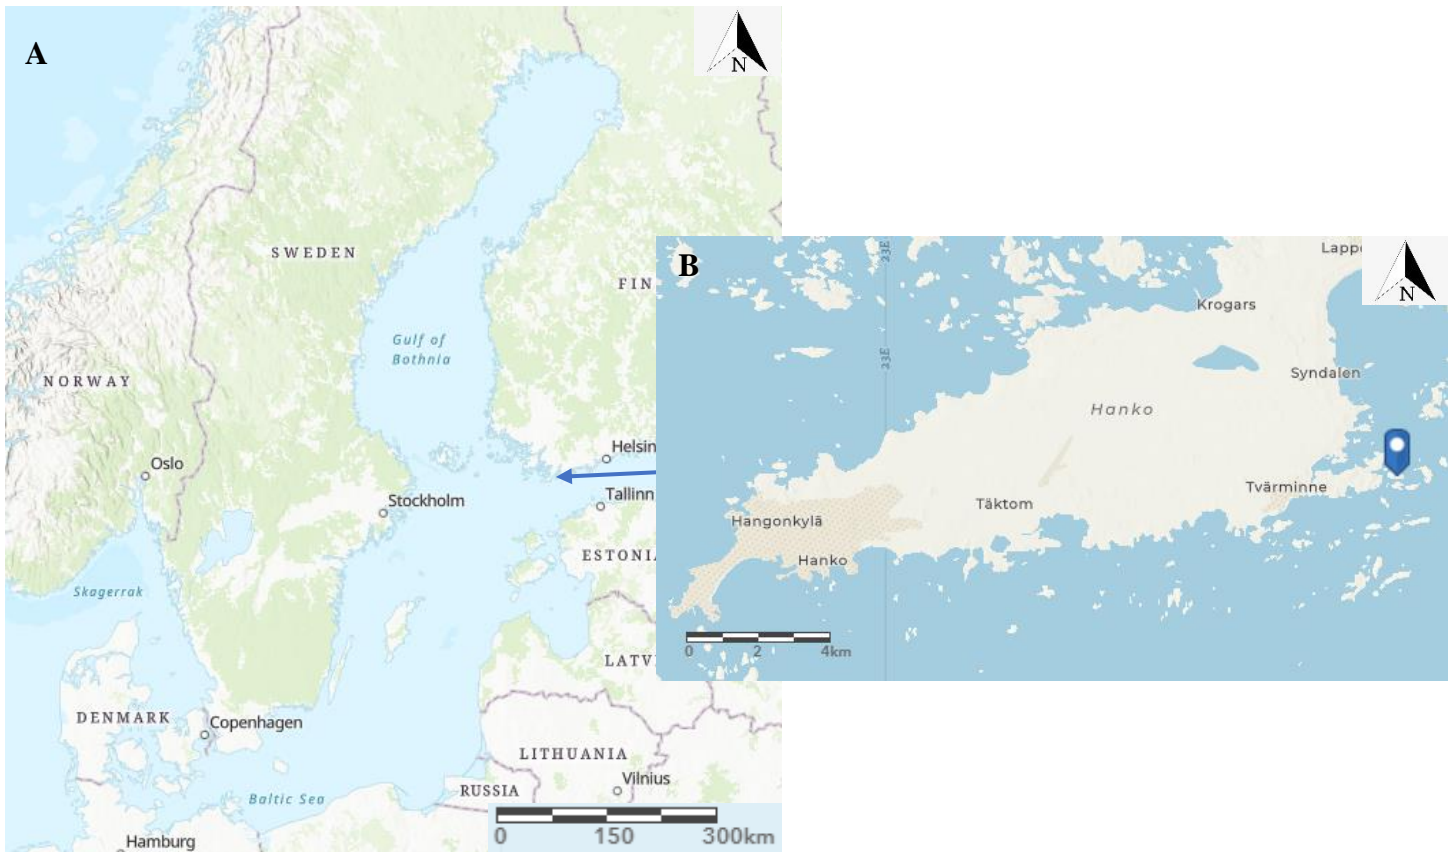 A
N
SWEDEN
FIN
Gulf of
Bothnia
NORWAY
Oslo
Helsin
Stockholm
Tallinn
ESTONIA
Skagerrak
LATV
DENMARK
Copenhagen
LITHUANIA
Vilnius
RUSSIA
Baltic Sea
Hamburg
0 150 300km
B
N
23E
Lappo
Krogars
23E
Syndalen
Hanko
Tvärminne
Täktom
Hangonkylä
Hanko
0 2 4km